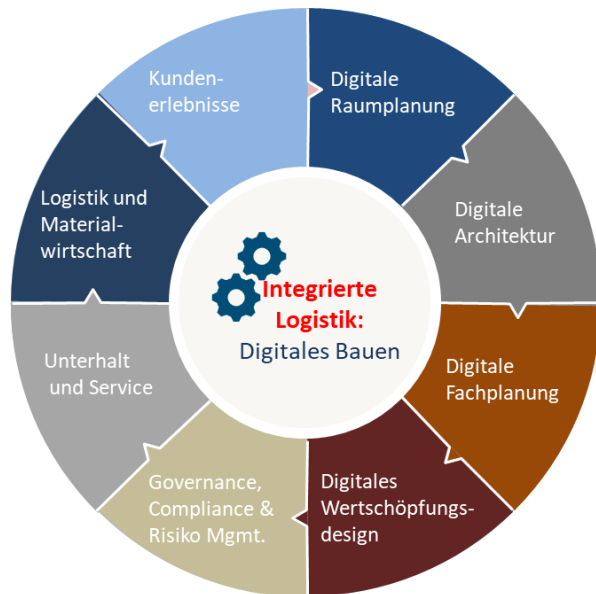 Kunden-
erlebnisse
Digitale
Raumplanung
Digitale
Architektur
Digitale
Fachplanung
Digitales
Wertschöpfungs-
design
Governance,
Compliance &
Risiko Mgmt.
Unterhalt
und Service
Logistik und
Material-
wirtschaft
Integrierte
Logistik:
Digitales Bauen